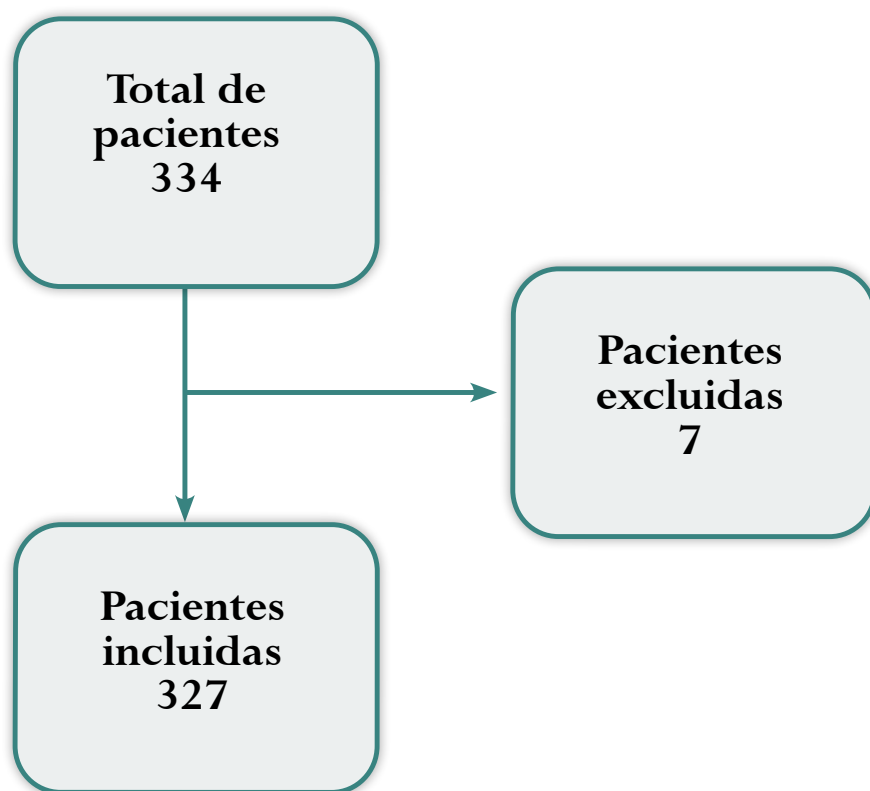 Total de
pacientes
334
Pacientes
excluidas
7
Pacientes
incluidas
327